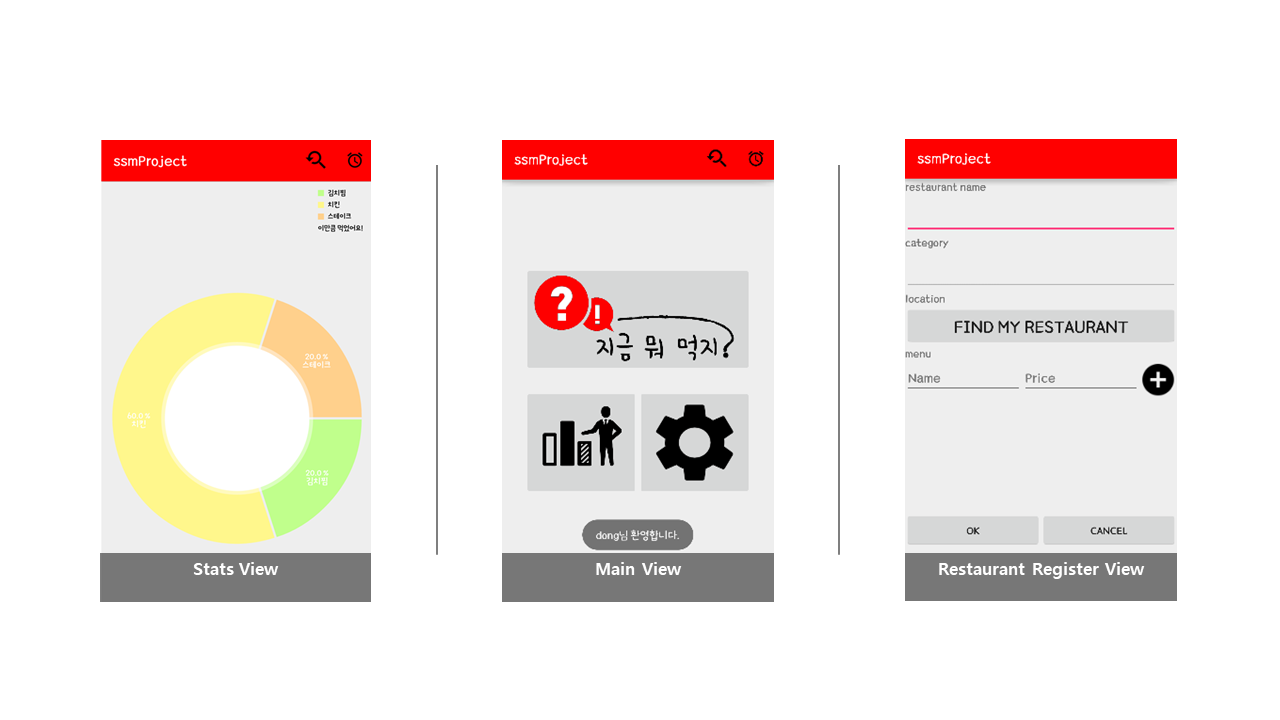 ssmProject
김치찜
치킨
스테이크
이만큼 먹었어요!
20.0 %
스테이크
60.0 %
치킨
20.0 %
김치찜
Stats View
ssmProject
?
!
지금 뭐 먹지?
dong님 환영합니다.
Main View
ssmProject
restaurant name
category
location
FIND MY RESTAURANT
menu
Name Price
OK CANCEL
Restaurant Register View